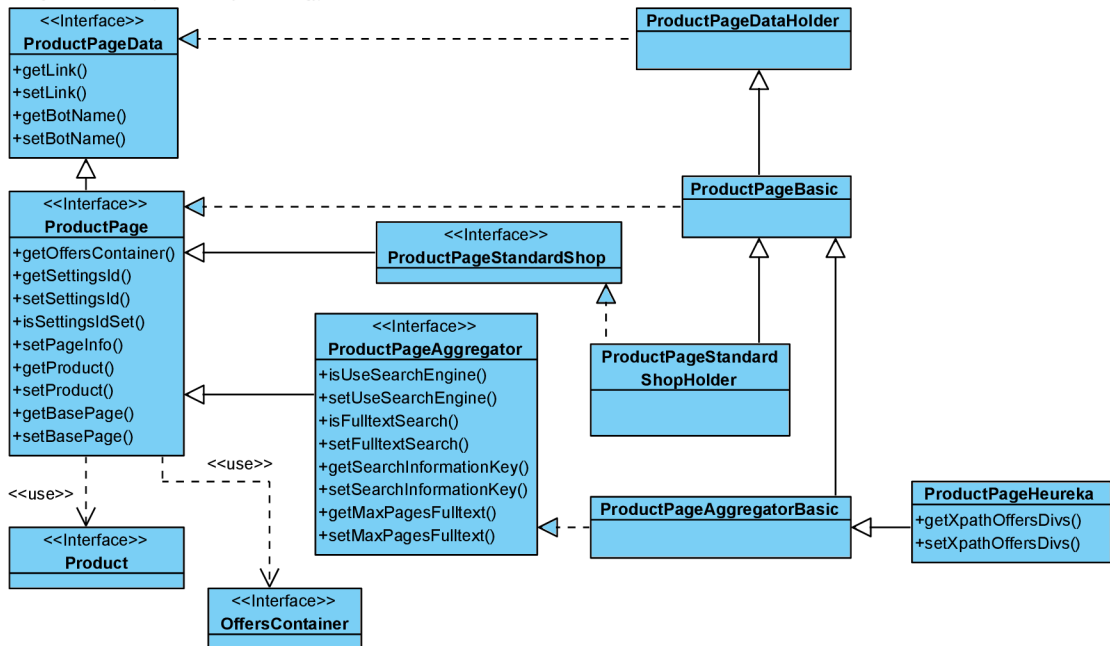 <<Interface>>
ProductPageData
+getLink()
+setLink()
+getBotName()
+setBotName()
ProductPageDataHolder
<<Interface>>
ProductPage
+getOffersContainer()
+getSettingsId()
+setSettingsId()
+isSettingsIdSet()
+setPageInfo()
+getProduct()
+setProduct()
+getBasePage()
+setBasePage()
ProductPageBasic
<<Interface>>
ProductPageStandardShop
<<Interface>>
ProductPageAggregator
+isUseSearchEngine()
+setUseSearchEngine()
+isFulltextSearch()
+setFulltextSearch()
+getSearchInformationKey()
+setSearchInformationKey()
+getMaxPagesFulltext()
+setMaxPagesFulltext()
ProductPageStandard
ShopHolder
<<use>>
<<use>>
<<Interface>>
Product
<<Interface>>
OffersContainer
ProductPageAggregatorBasic
ProductPageHeureka
+getXpathOffersDivs()
+setXpathOffersDivs()